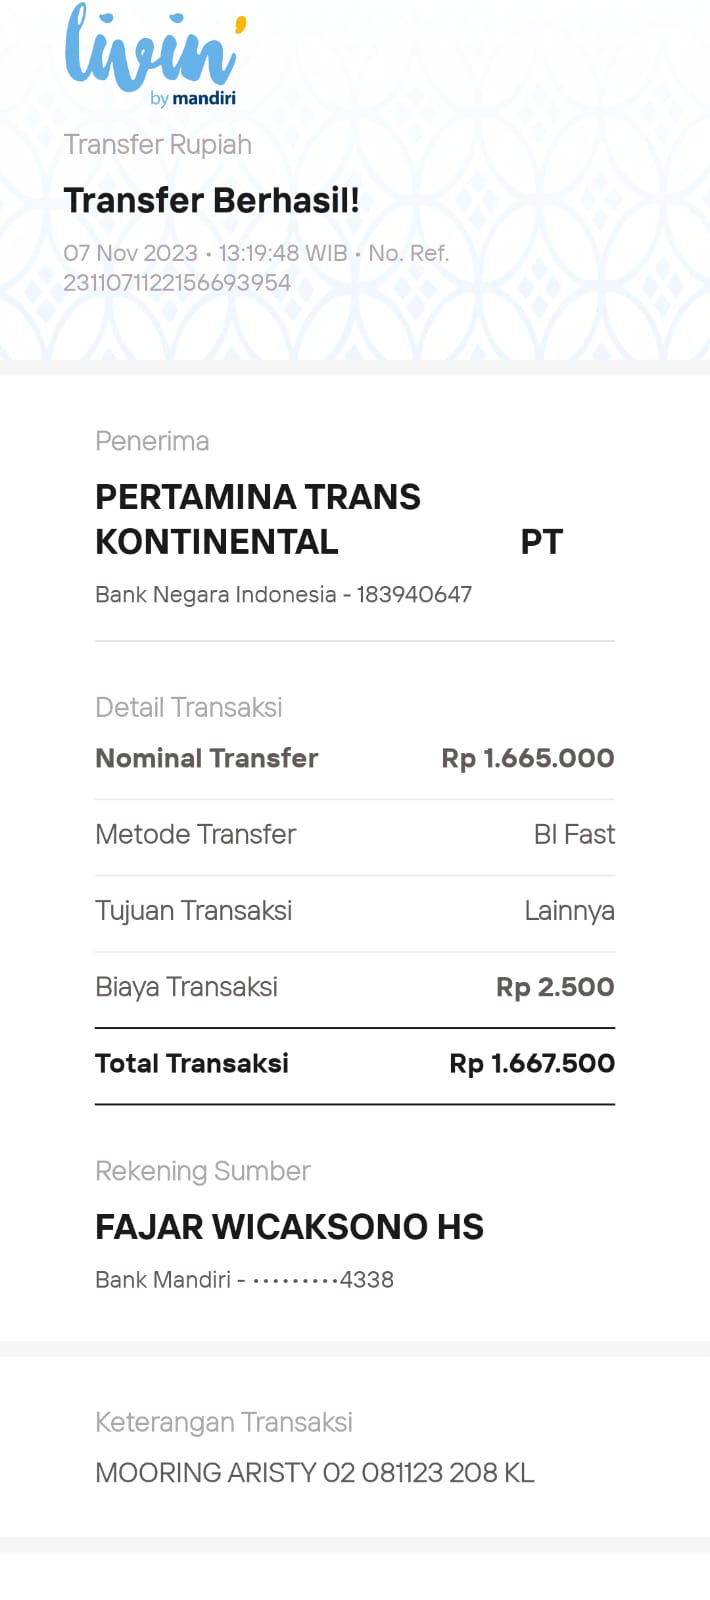 livin'
by mandiri
Transfer Rupiah
Transfer Berhasil!
07 Nov 2023 • 13:19:48 WIB • No. Ref.
2311071122156693954
Penerima
PERTAMINA TRANS
KONTINENTAL PT
Bank Negara Indonesia - 183940647
Detail Transaksi
Nominal Transfer Rp 1.665.000
Metode Transfer BI Fast
Tujuan Transaksi Lainnya
Biaya Transaksi Rp 2.500
Total Transaksi Rp 1.667.500
Rekening Sumber
FAJAR WICAKSONO HS
Bank Mandiri - •••••••••4338
Keterangan Transaksi
MOORING ARISTY 02 081123 208 KL